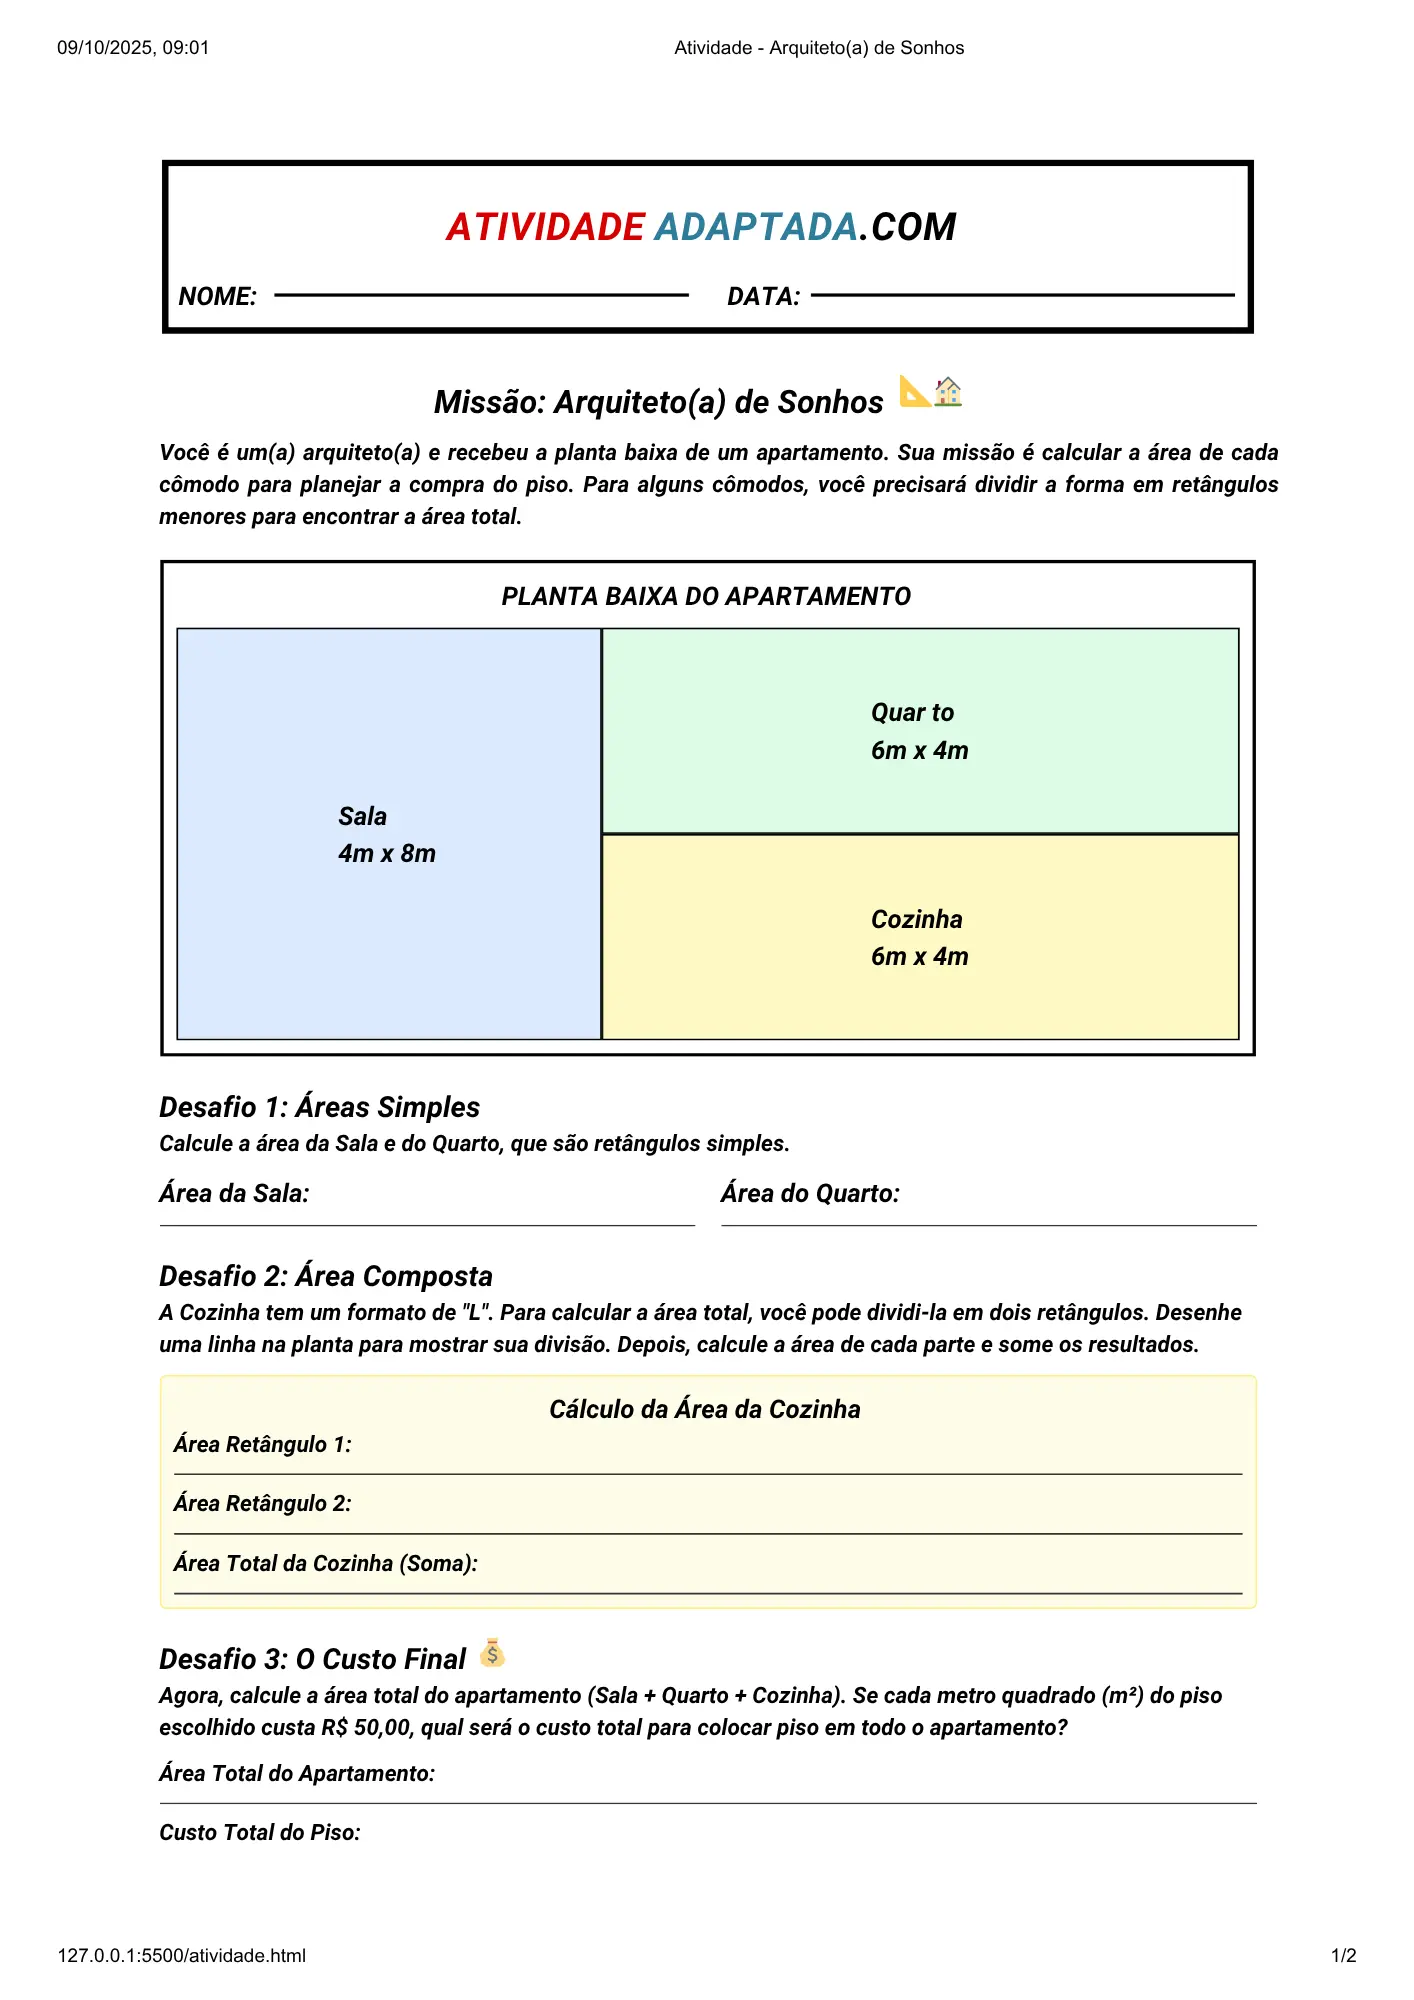 09/10/2025, 09:01
Atividade - Arquiteto(a) de Sonhos
ATIVIDADE ADAPTADA.COM
NOME:
DATA:
Missão: Arquiteto(a) de Sonhos
Você é um(a) arquiteto(a) e recebeu a planta baixa de um apartamento. Sua missão é calcular a área de cada
cômodo para planejar a compra do piso. Para alguns cômodos, você precisará dividir a forma em retângulos
menores para encontrar a área total.
PLANTA BAIXA DO APARTAMENTO
Sala
4m x 8m
Quar to
6m x 4m
Cozinha
6m x 4m
Desafio 1: Áreas Simples
Calcule a área da Sala e do Quarto, que são retângulos simples.
Área da Sala:
Área do Quarto:
Desafio 2: Área Composta
A Cozinha tem um formato de "L". Para calcular a área total, você pode dividi-la em dois retângulos. Desenhe
uma linha na planta para mostrar sua divisão. Depois, calcule a área de cada parte e some os resultados.
Cálculo da Área da Cozinha
Área Retângulo 1:
Área Retângulo 2:
Área Total da Cozinha (Soma):
Desafio 3: O Custo Final
Agora, calcule a área total do apartamento (Sala + Quarto + Cozinha). Se cada metro quadrado (m²) do piso
escolhido custa R$ 50,00, qual será o custo total para colocar piso em todo o apartamento?
Área Total do Apartamento:
Custo Total do Piso:
127.0.0.1:5500/atividade.html
1/2